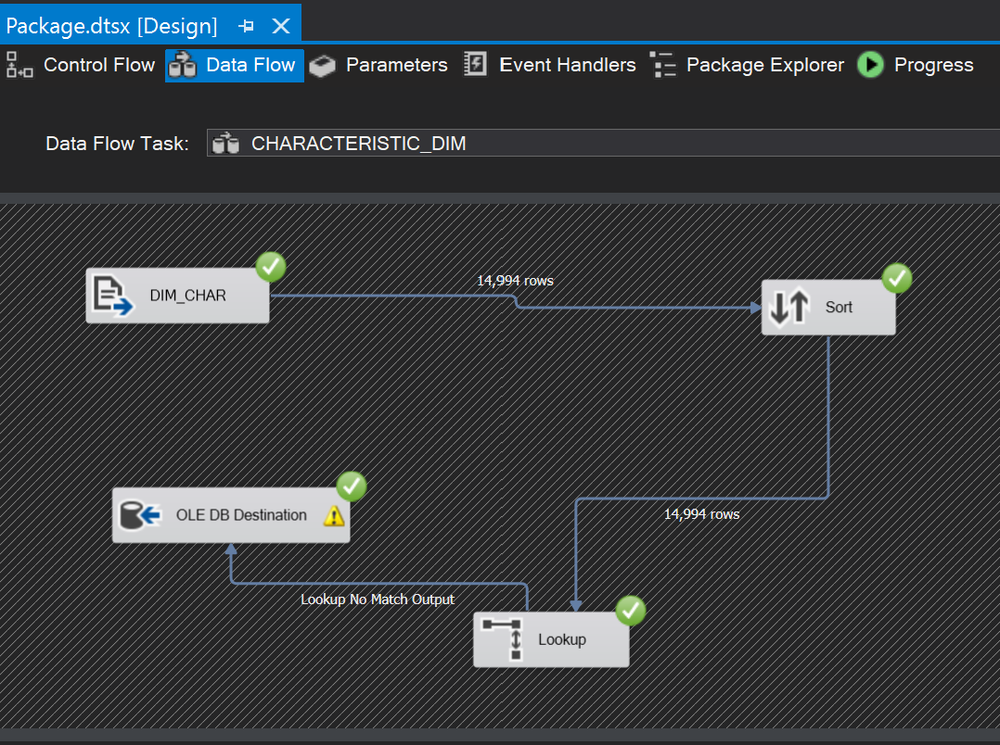 Package.dtsx [Design]
Control Flow Data Flow Parameters Event Handlers Package Explorer Progress
Data Flow Task: CHARACTERISTIC_DIM
DIM_CHAR
14,994 rows
Sort
OLE DB Destination
14,994 rows
Lookup No Match Output
Lookup